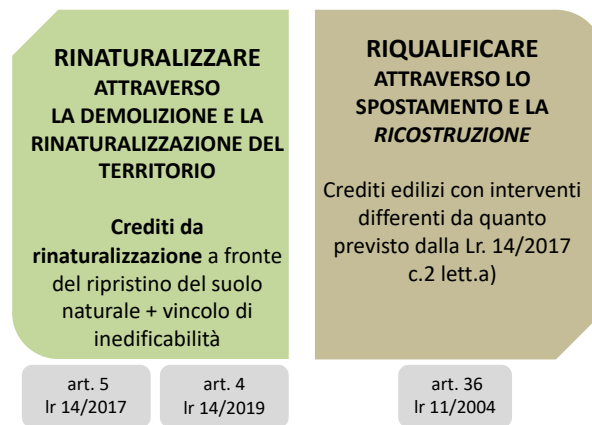 RINATURALIZZARE
ATTRAVERSO
LA DEMOLIZIONE E LA
RINATURALIZZAZIONE DEL
TERRITORIO
Crediti da
rinaturalizzazione a fronte
del ripristino del suolo
naturale + vincolo di
inedificabilità
art. 5
lr 14/2017
art. 4
lr 14/2019
RIQUALIFICARE
ATTRAVERSO LO
SPOSTAMENTO E LA
RICOSTRUZIONE
Crediti edilizi con interventi
differenti da quanto
previsto dalla Lr. 14/2017
c.2 lett.a)
art. 36
lr 11/2004